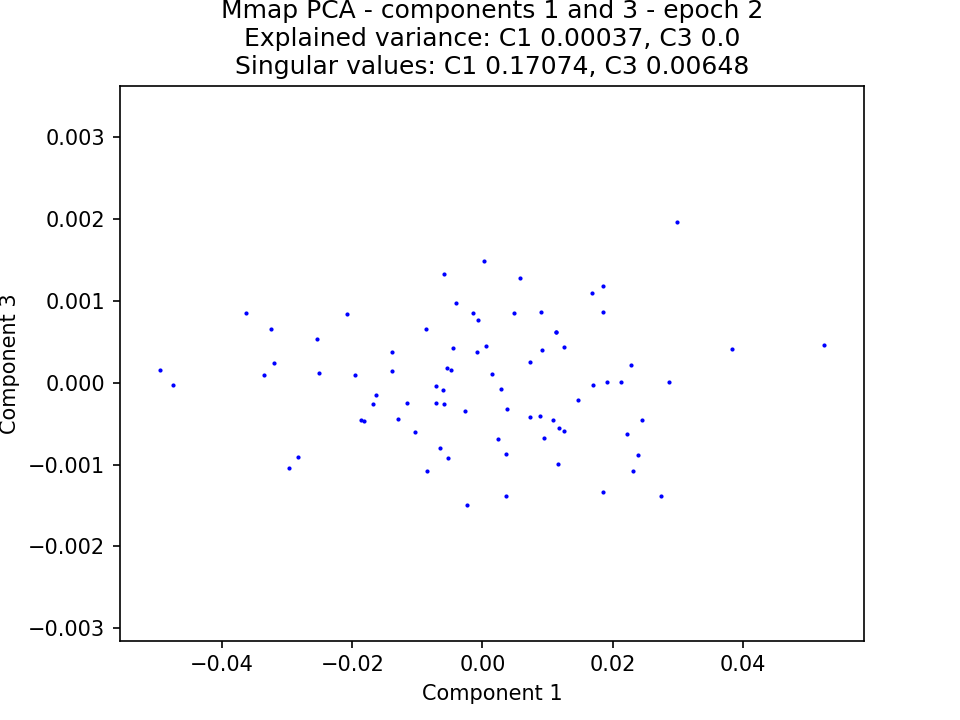 Mmap PCA - components 1 and 3 - epoch 2
Explained variance: C1 0.00037, C3 0.0
Singular values: C1 0.17074, C3 0.00648
0.003
0.002
0.001
0.000
−0.001
−0.002
−0.003
Component 3
−0.04
−0.02
0.00
0.02
0.04
Component 1